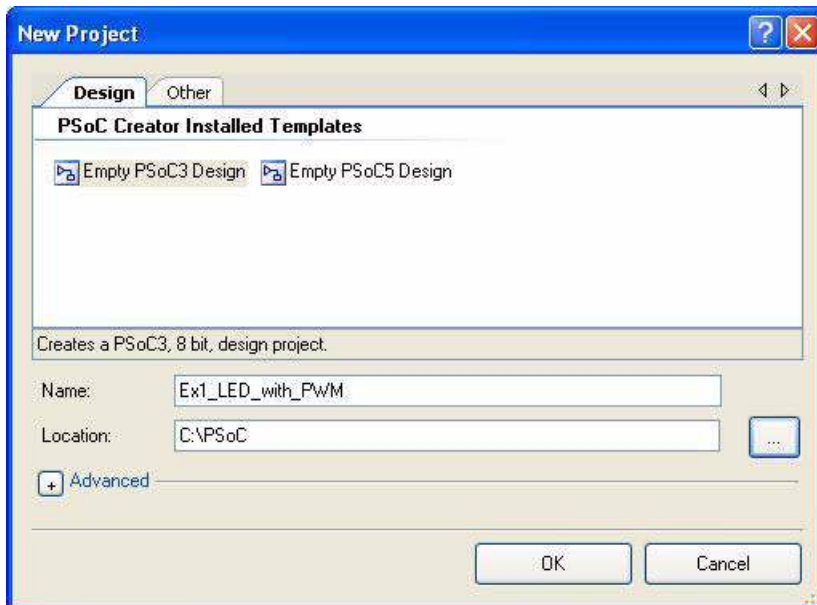 New Project
Design Other
PSoC Creator Installed Templates
Empty PSoC3 Design Empty PSoC5 Design
Creates a PSoC3, 8 bit, design project.
Name: Ex1_LED_with_PWM
Location: C:\PSoC ...
+ Advanced
OK Cancel